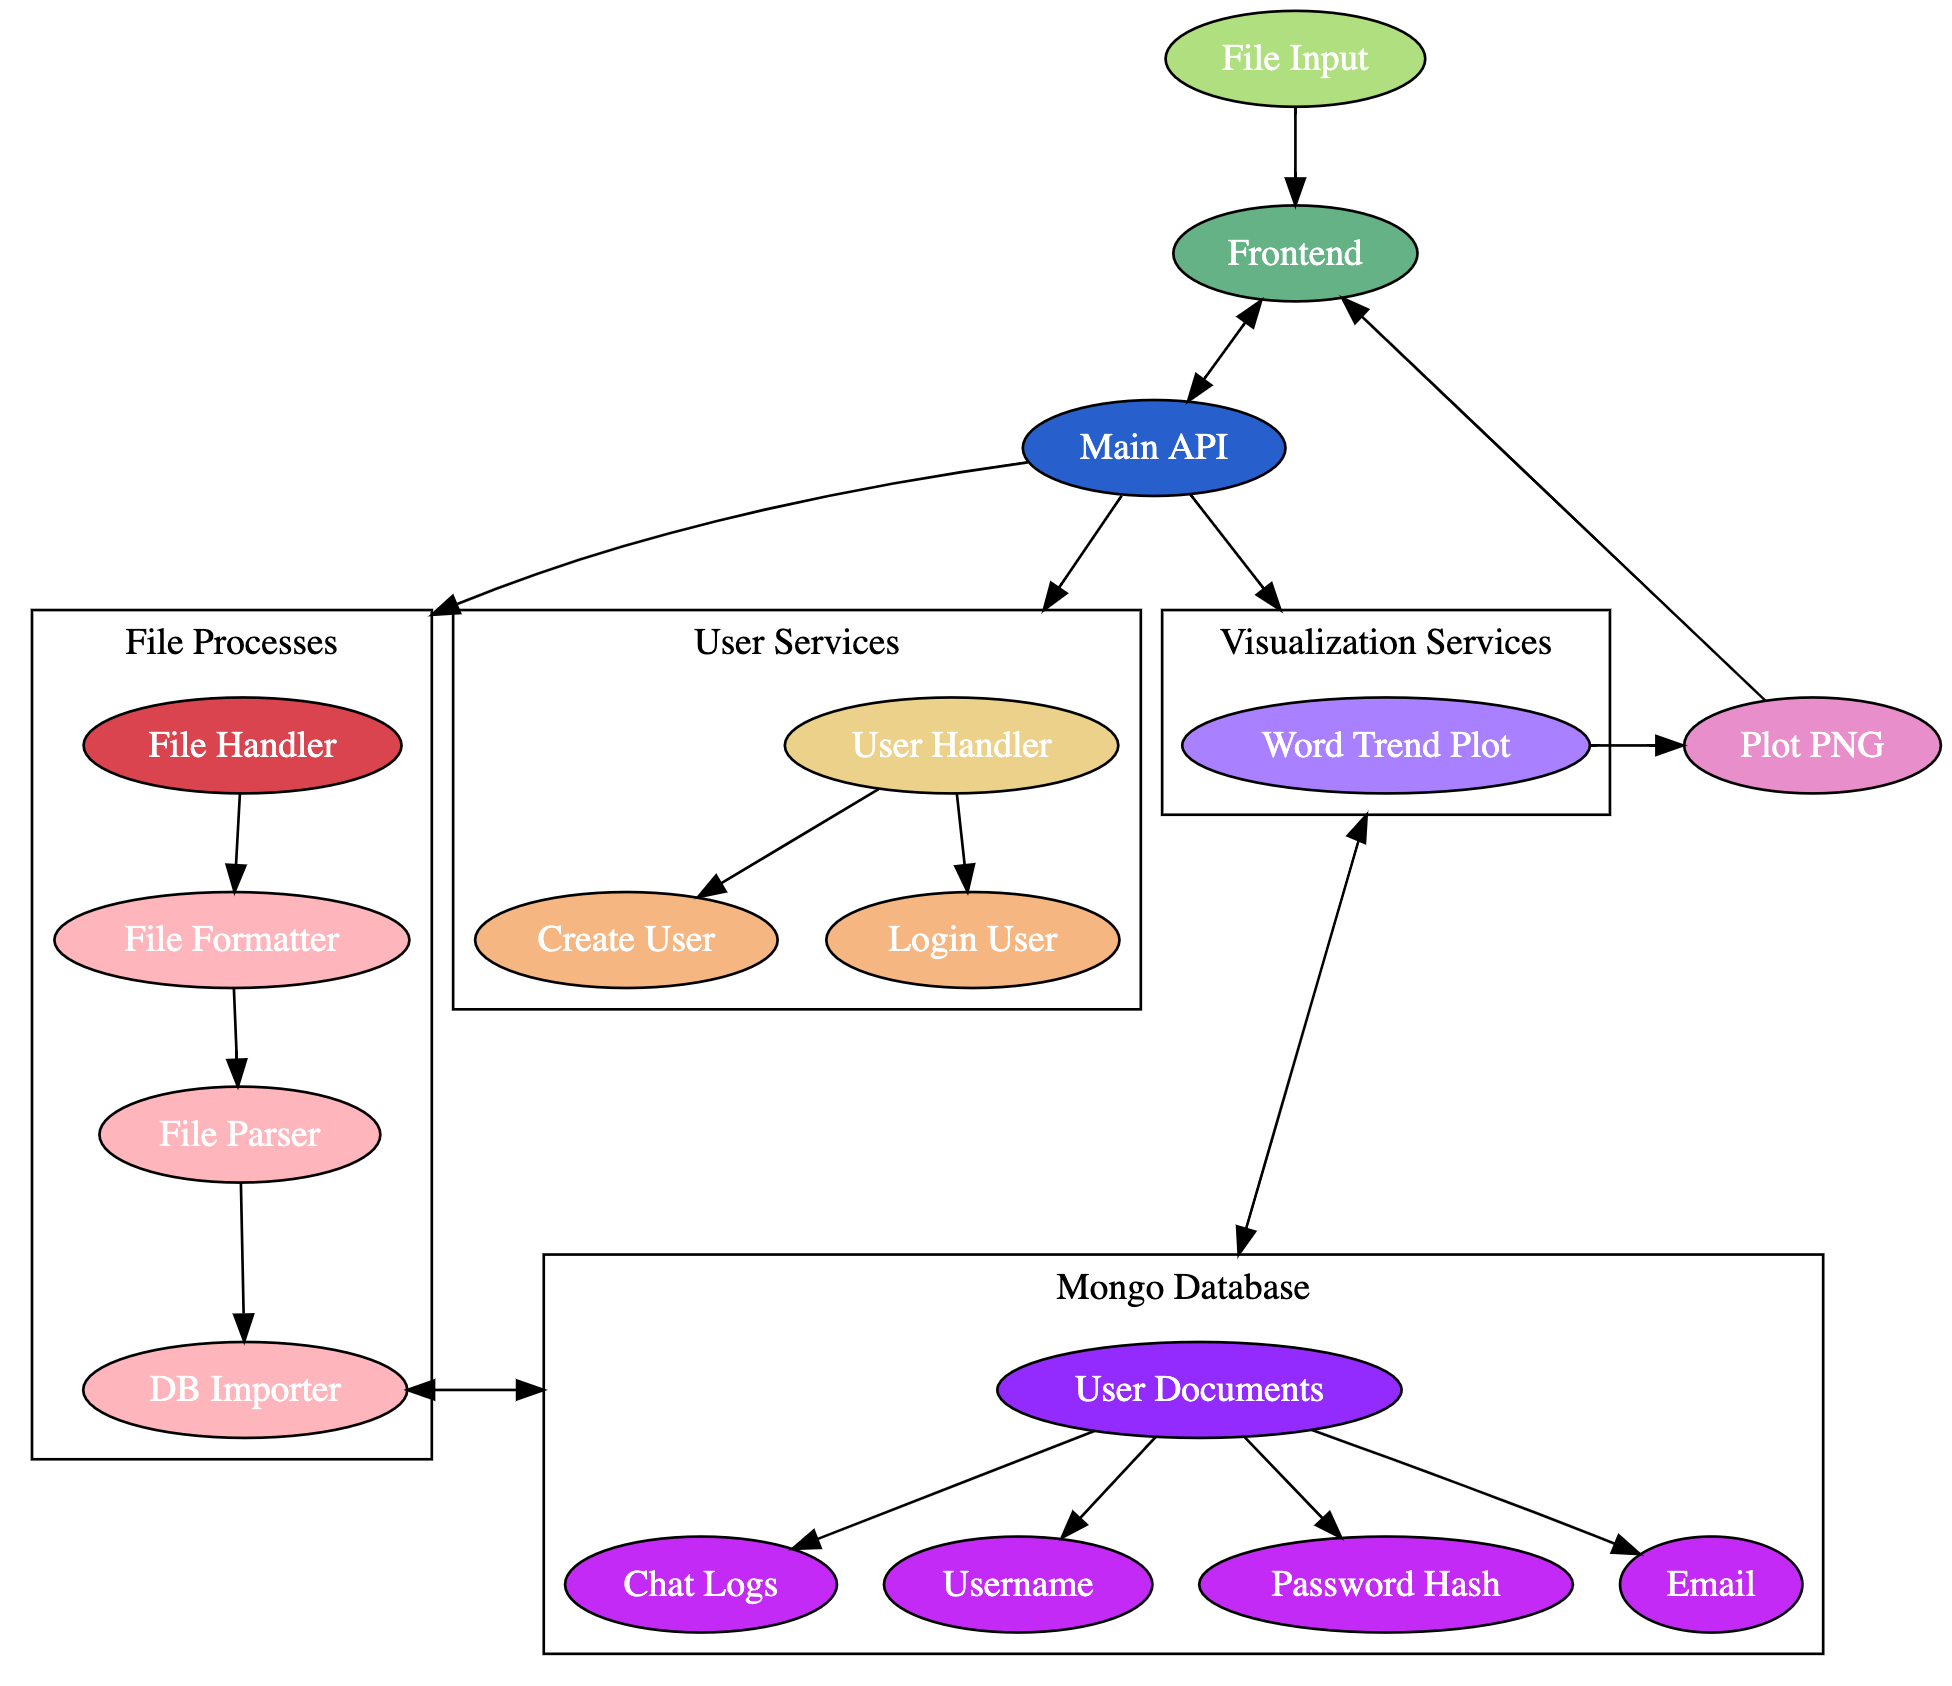 File Input
Frontend
Main API
File Processes
User Services
Visualization Services
File Handler
User Handler
Word Trend Plot
Plot PNG
File Formatter
Create User
Login User
File Parser
Mongo Database
DB Importer
User Documents
Chat Logs
Username
Password Hash
Email